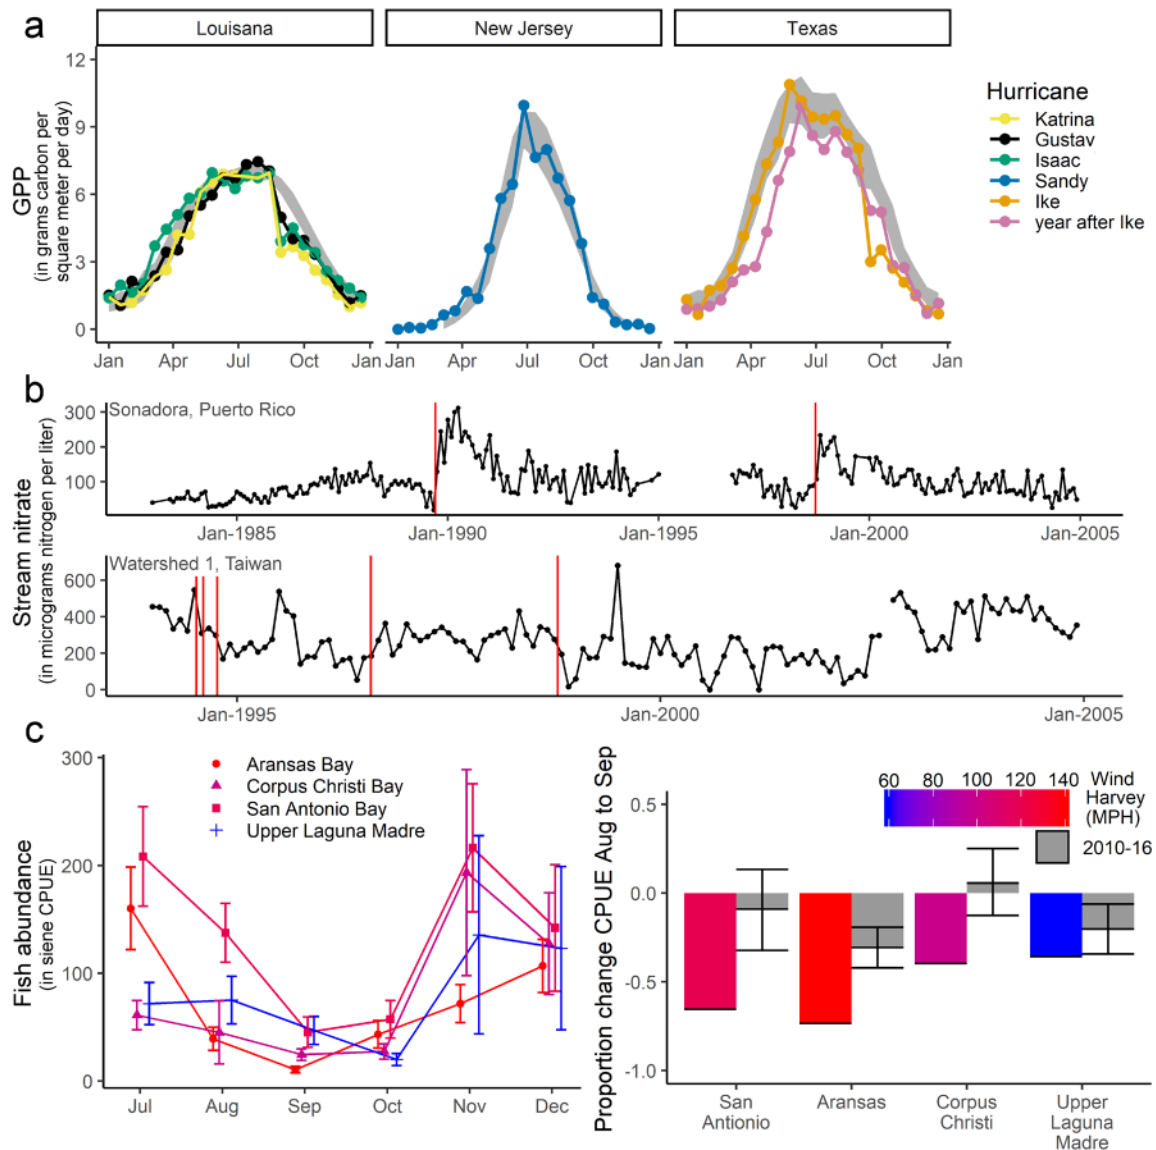 a
Louisana
New Jersey
Texas
GPP
(in grams carbon per
square meter per day)
12
9
6
3
0
Jan
Apr
Jul
Oct
Jan
Jan
Apr
Jul
Oct
Jan
Jan
Apr
Jul
Oct
Jan
Hurricane
Katrina
Gustav
Isaac
Sandy
Ike
year after Ike
b
Stream nitrate
(in micrograms nitrogen per liter)
Sonadora, Puerto Rico
300
200
100
Jan-1985
Jan-1990
Jan-1995
Jan-2000
Jan-2005
Watershed 1, Taiwan
600
400
200
0
Jan-1995
Jan-2000
Jan-2005
c
Fish abundance
(in siene CPUE)
300
200
100
0
Aransas Bay
Corpus Christi Bay
San Antonio Bay
Upper Laguna Madre
Jul
Aug
Sep
Oct
Nov
Dec
Proportion change CPUE Aug to Sep
0.5
0.0
-0.5
-1.0
60 80 100 120 140
Wind
Harvey
(MPH)
2010-16
San
Antonio
Aransas
Corpus
Christi
Upper
Laguna
Madre